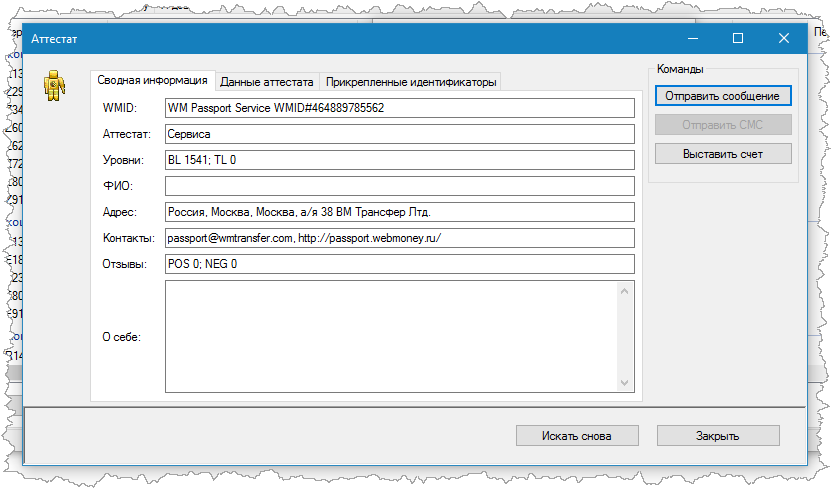 Аттестат
Сводная информация
Данные аттестата
Прикрепленные идентификаторы
Команды
WMID: WM Passport Service WMID#464889785562
Отправить сообщение
Аттестат: Сервиса
Отправить СМС
Уровни: BL 1541; TL 0
Выставить счет
ФИО:
Адрес: Россия, Москва, Москва, а/я 38 ВМ Трансфер Лтд.
Контакты: passport@wmtransfer.com, http://passport.webmoney.ru/
Отзывы: POS 0; NEG 0
О себе:
Искать снова
Закрыть